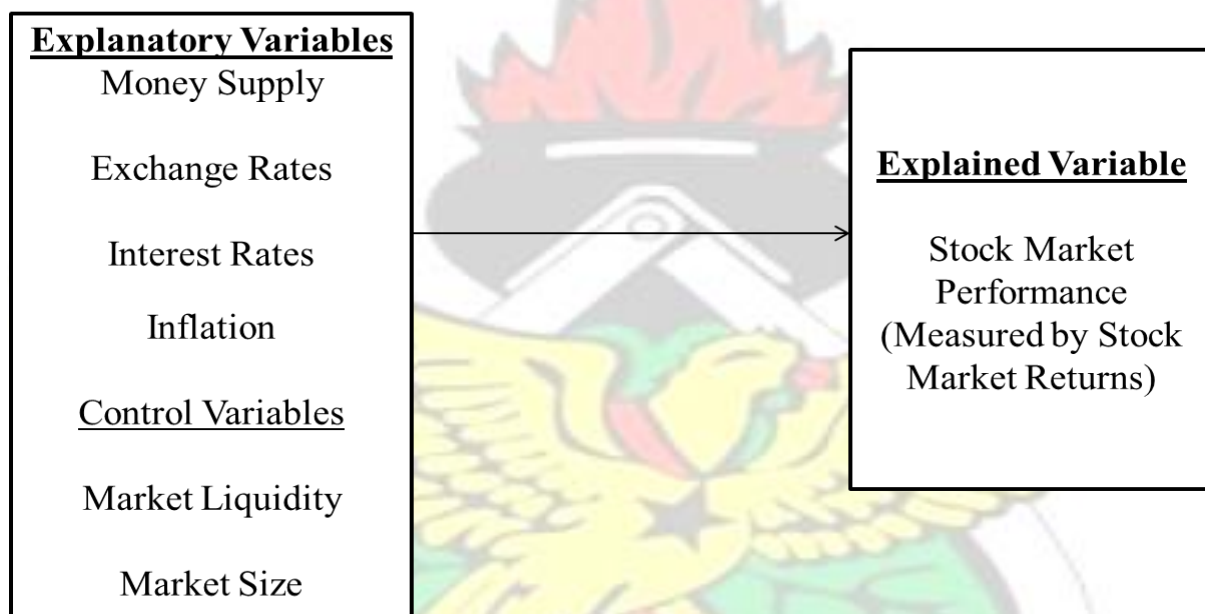 Explanatory Variables
Money Supply
Exchange Rates
Interest Rates
Inflation
Control Variables
Market Liquidity
Market Size
Explained Variable
Stock Market
Performance
(Measured by Stock
Market Returns)